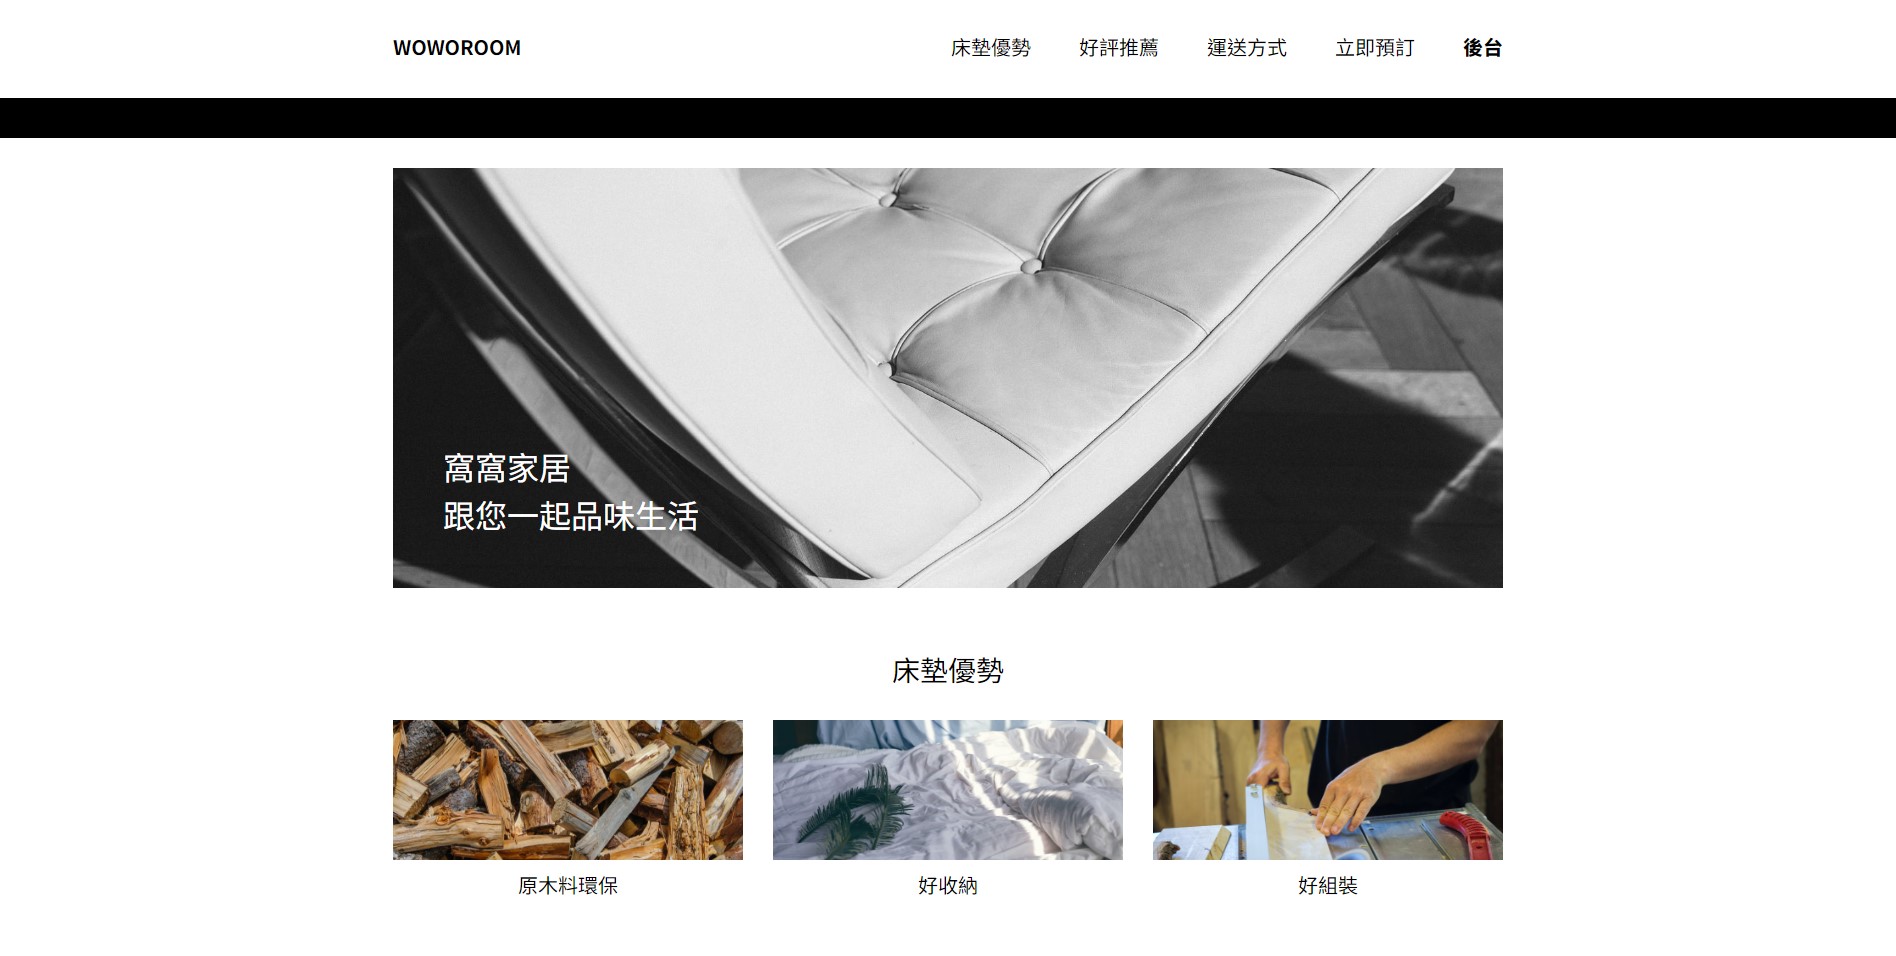 WOWOROOM
床墊優勢
好評推薦
運送方式
立即預訂
後台
窩窩家居
跟您一起品味生活
床墊優勢
原木料環保
好收納
好組裝